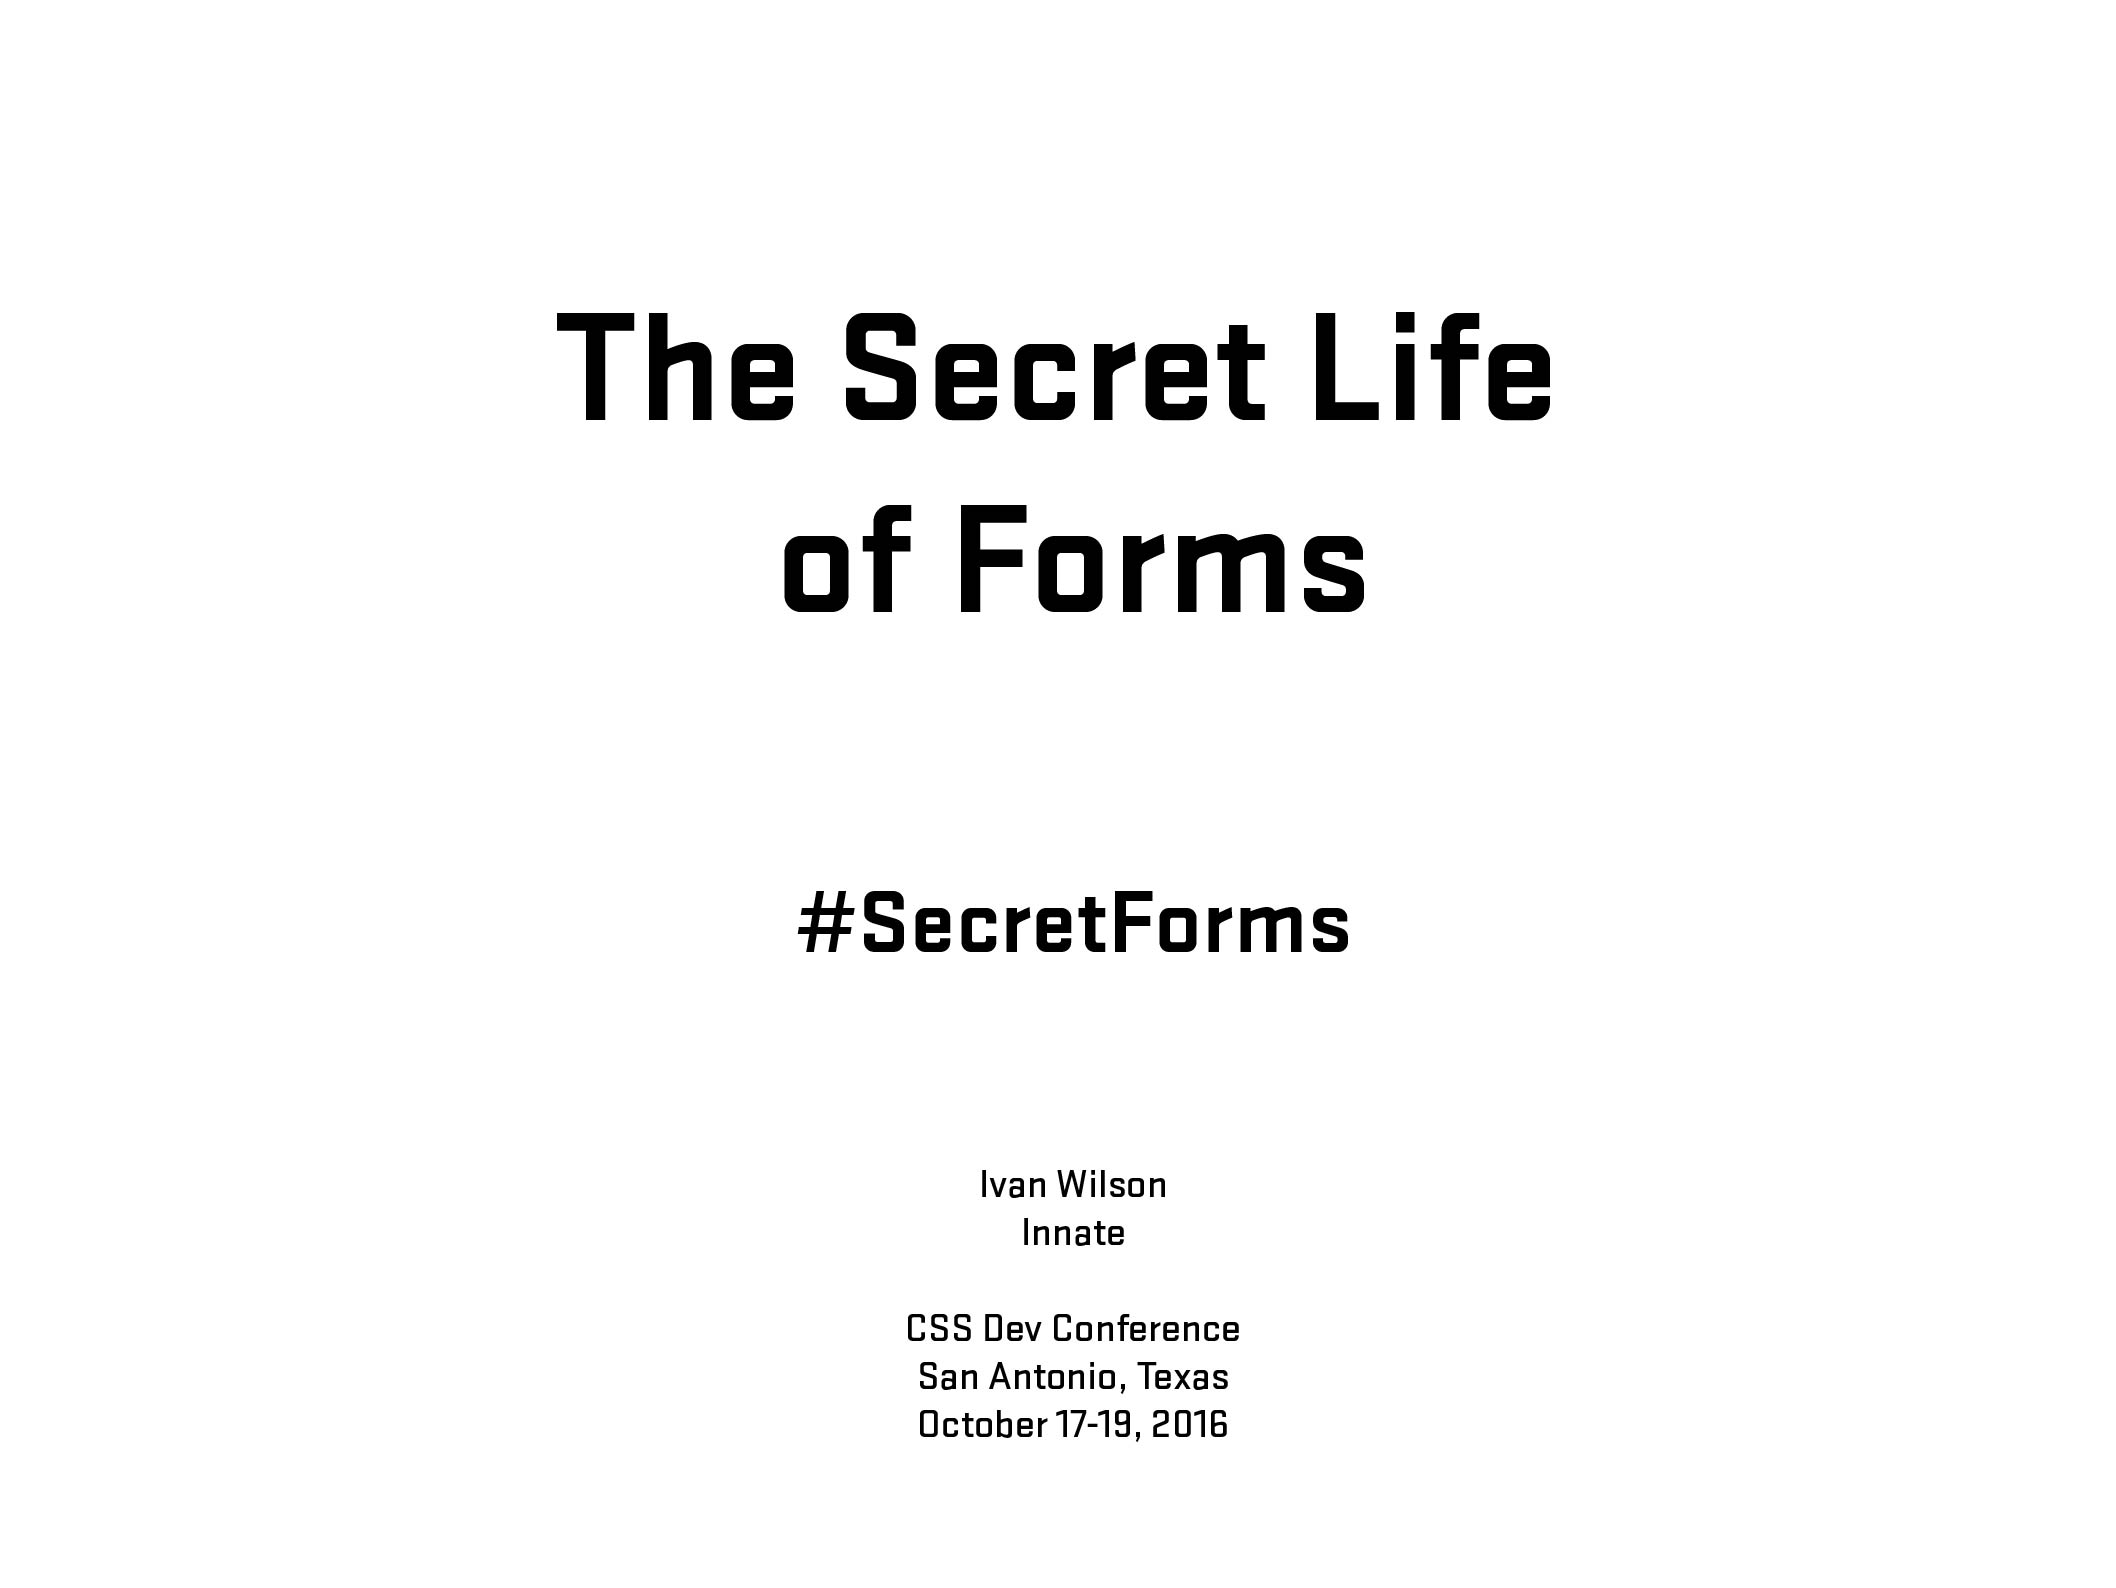 The Secret Life
of Forms
#SecretForms
Ivan Wilson
Innate
CSS Dev Conference
San Antonio, Texas
October 17-19, 2016